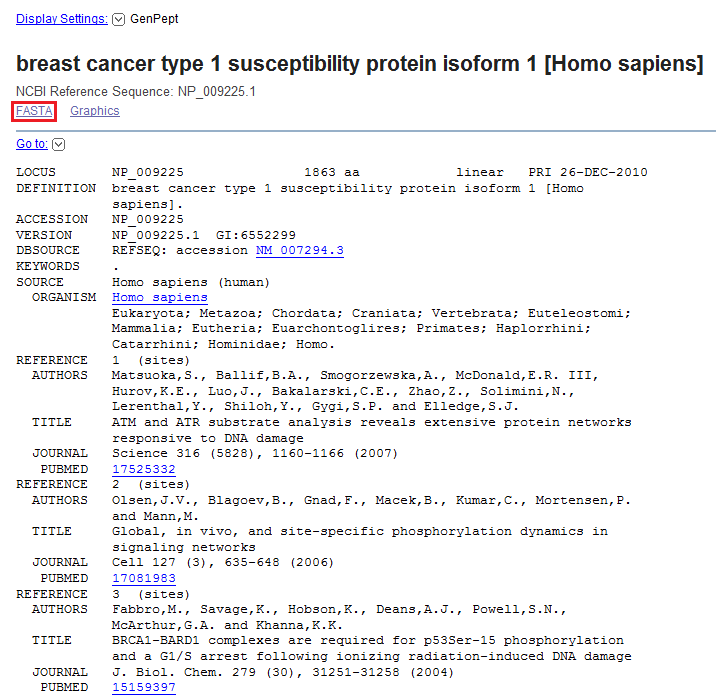 Display Settings: GenPept
breast cancer type 1 susceptibility protein isoform 1 [Homo sapiens]
NCBI Reference Sequence: NP_009225.1
FASTA Graphics
Go to:
LOCUS NP_009225 1863 aa linear PRI 26-DEC-2010
DEFINITION breast cancer type 1 susceptibility protein isoform 1 [Homo
sapiens].
ACCESSION NP_009225
VERSION NP_009225.1 GI:6552299
DBSOURCE REFSEQ: accession NM_007294.3
KEYWORDS .
SOURCE Homo sapiens (human)
ORGANISM Homo sapiens
Eukaryota; Metazoa; Chordata; Craniata; Vertebrata; Euteleostomi;
Mammalia; Eutheria; Euarchontoglires; Primates; Haplorrhini;
Catarrhini; Hominidae; Homo.
REFERENCE 1 (sites)
AUTHORS Matsuoka,S., Ballif,B.A., Smogorzewska,A., McDonald,E.R. III,
Hurov,K.E., Luo,J., Bakalarski,C.E., Zhao,Z., Solimini,N.,
Lerenthal,Y., Shiloh,Y., Gygi,S.P. and Elledge,S.J.
TITLE ATM and ATR substrate analysis reveals extensive protein networks
responsive to DNA damage
JOURNAL Science 316 (5828), 1160-1166 (2007)
PUBMED 17525332
REFERENCE 2 (sites)
AUTHORS Olsen,J.V., Blagoev,B., Gnad,F., Macek,B., Kumar,C., Mortensen,P.
and Mann,M.
TITLE Global, in vivo, and site-specific phosphorylation dynamics in
signaling networks
JOURNAL Cell 127 (3), 635-648 (2006)
PUBMED 17081983
REFERENCE 3 (sites)
AUTHORS Fabbro,M., Savage,K., Hobson,K., Deans,A.J., Powell,S.N.,
McArthur,G.A. and Khanna,K.K.
TITLE BRCA1-BARD1 complexes are required for p53Ser-15 phosphorylation
and a G1/S arrest following ionizing radiation-induced DNA damage
JOURNAL J. Biol. Chem. 279 (30), 31251-31258 (2004)
PUBMED 15159397